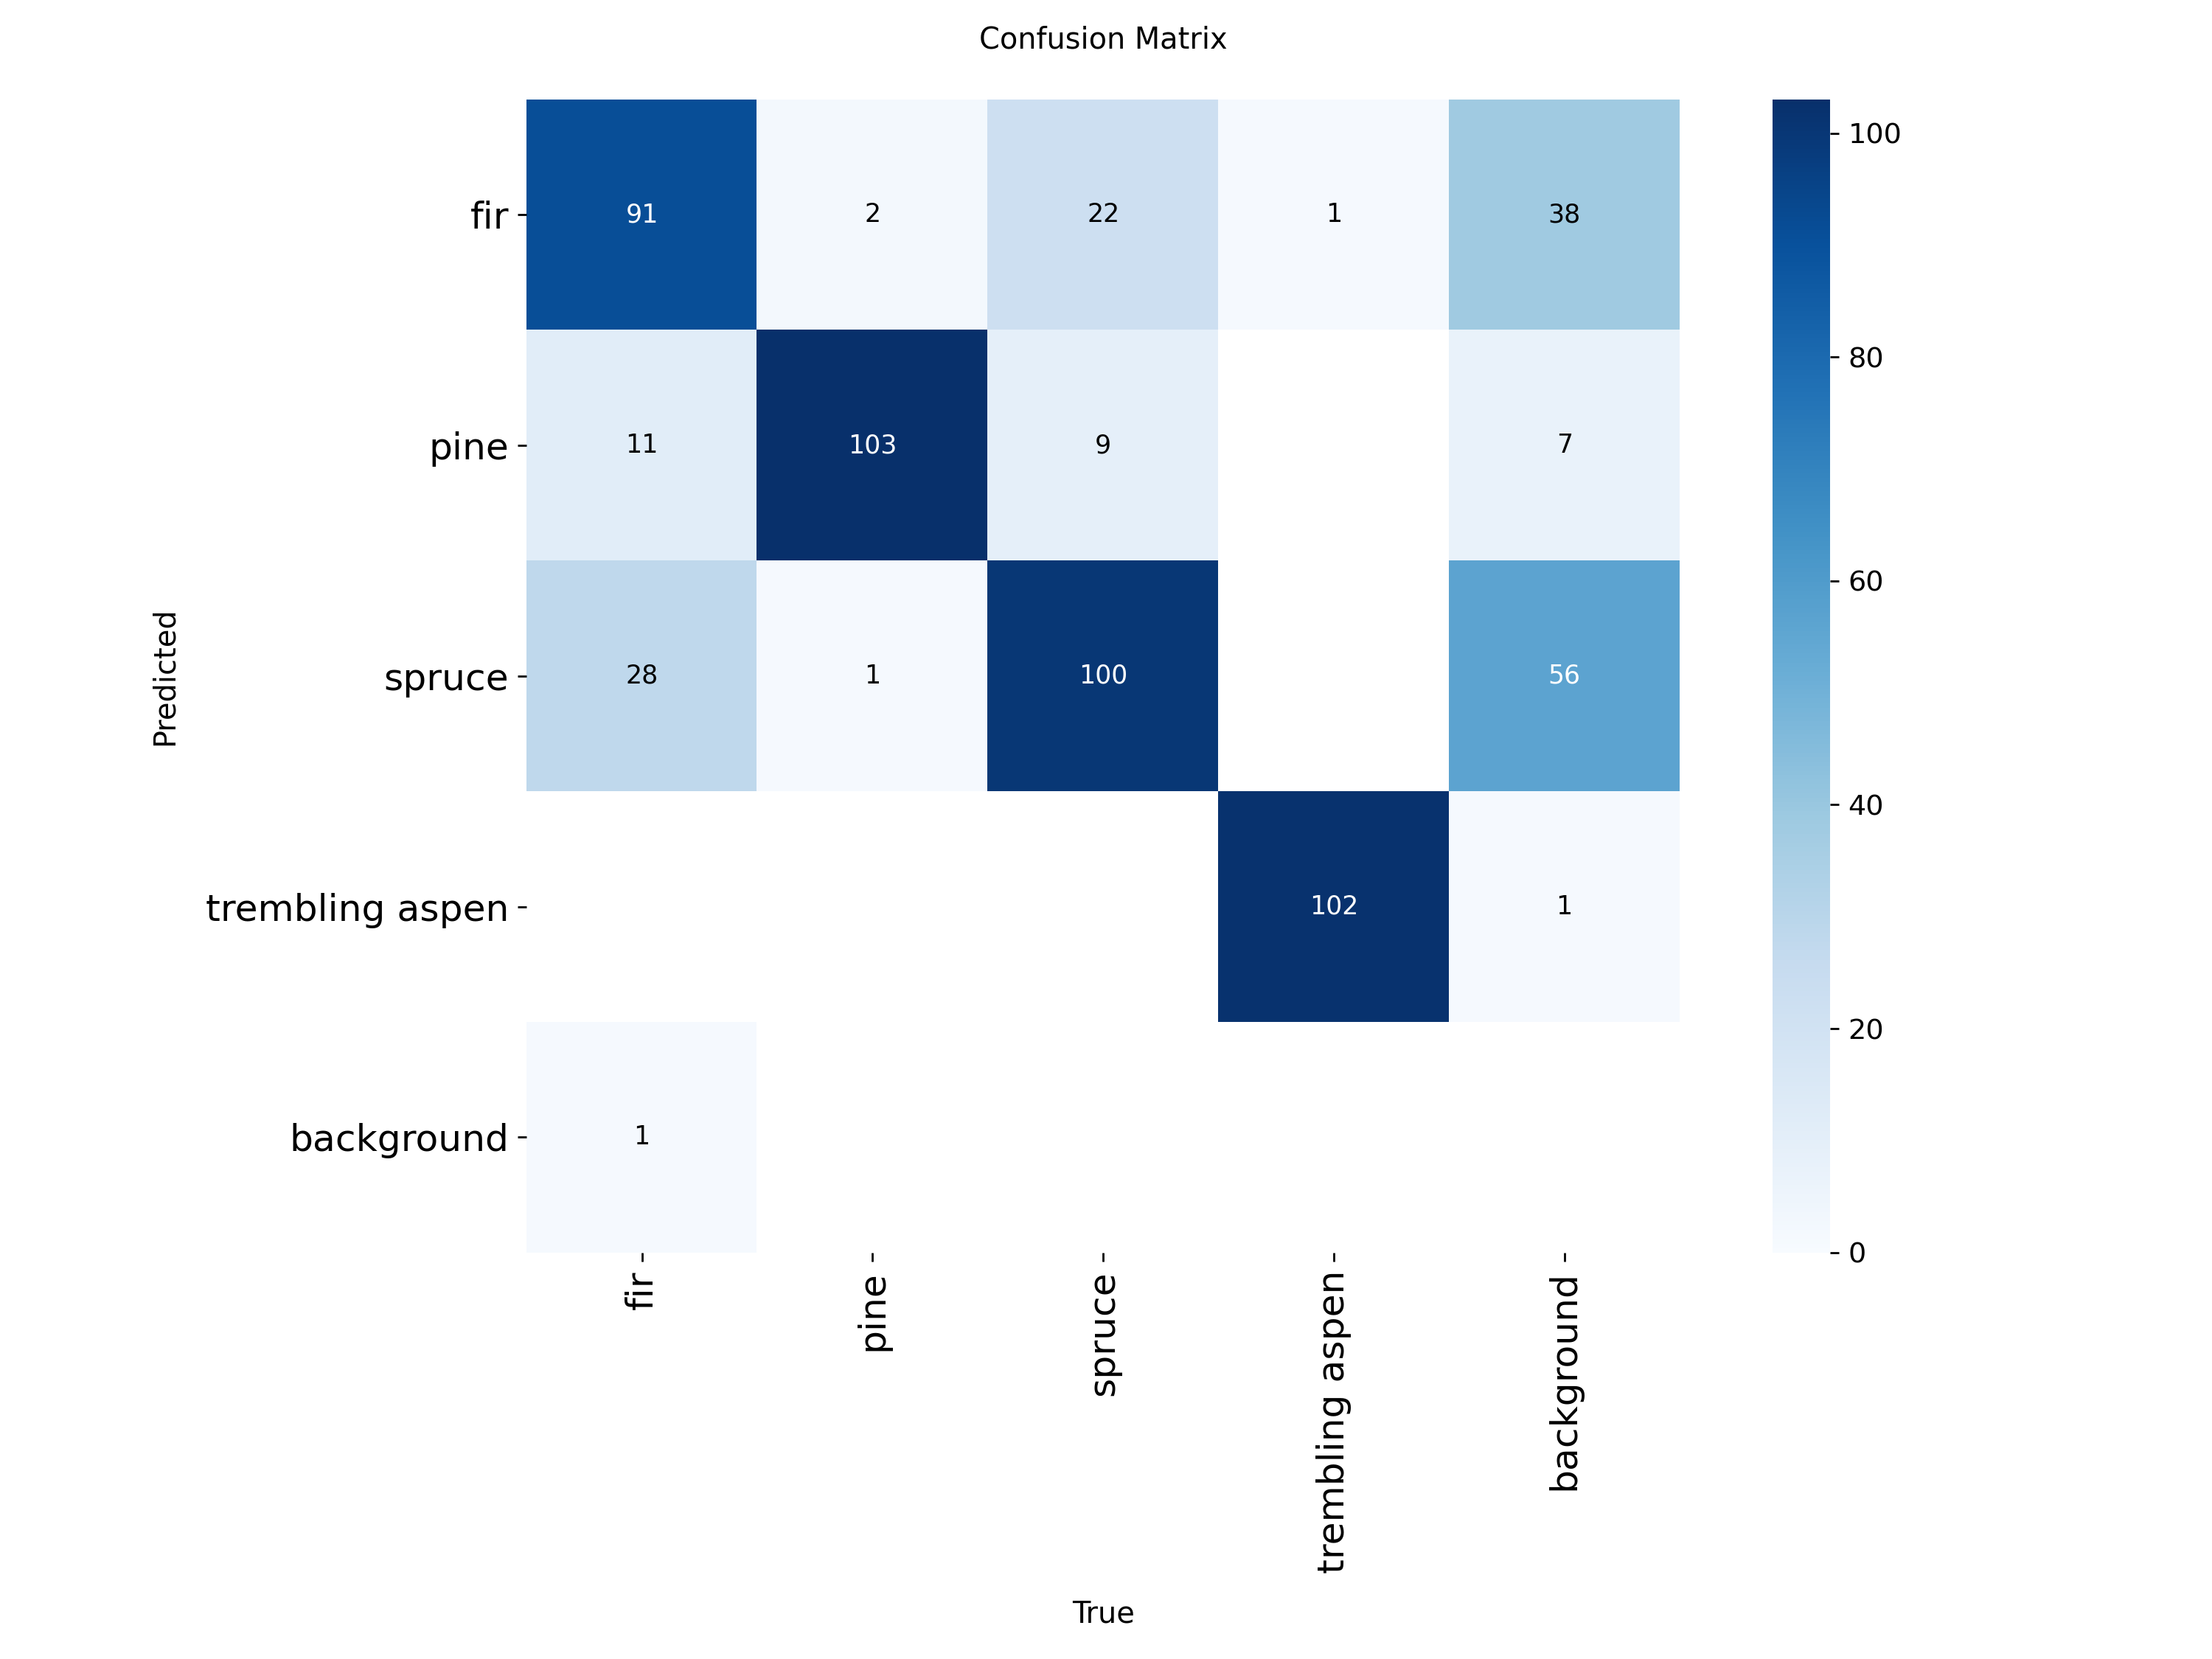 Confusion Matrix
fir
91 2 22 1 38
pine
11 103 9 7
spruce
28 1 100 56
trembling aspen
102 1
background
1
fir
pine
spruce
trembling aspen
background
Predicted
True
100
80
60
40
20
0